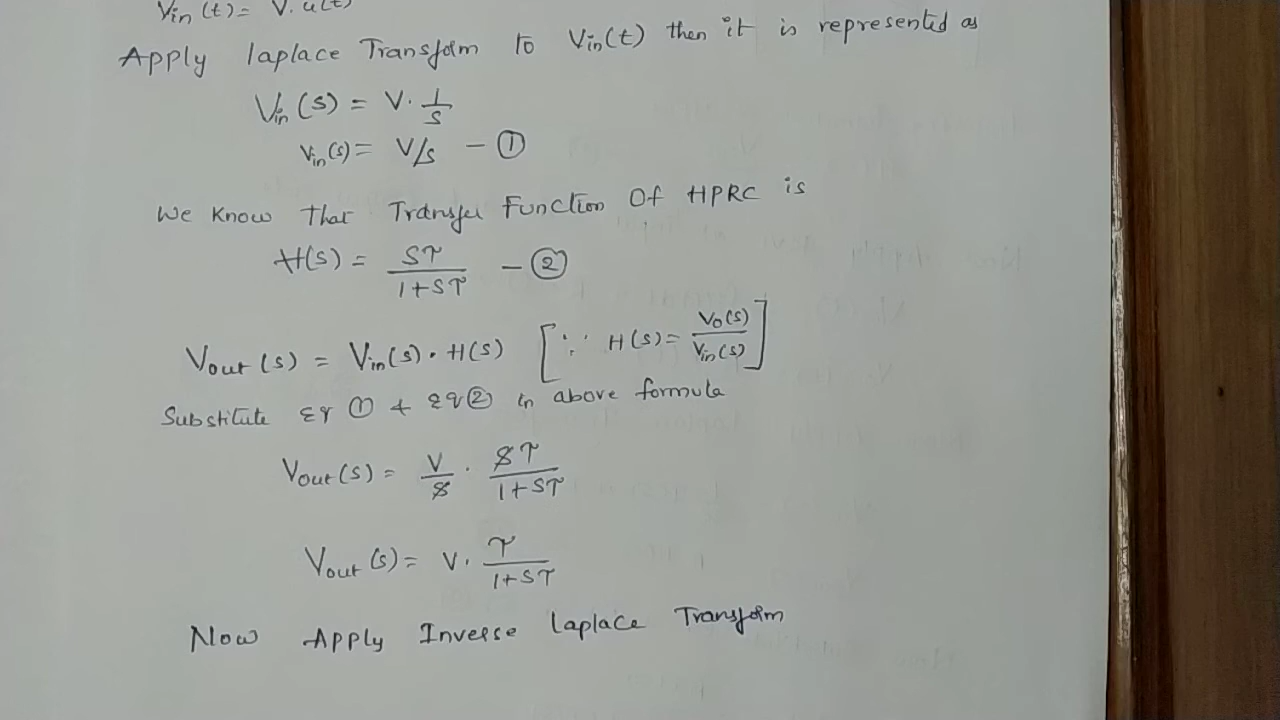 Vin(t) = V.u(t)
Apply laplace Transform to Vin(t) then it is represented as
Vin(s) = V. 1/s
Vin(s) = V/s - ①
We Know that Transfer Function Of HPRC is
H(s) = Sτ/1+Sτ - ②
Vout(s) = Vin(s) • H(s) [∵ H(s) = Vo(s)/Vin(s)]
Substitute Eq ① & Eq ② in above formula
Vout(s) = V/s . sτ/1+Sτ
Vout(s) = V. τ/1+Sτ
Now Apply Inverse Laplace Transform